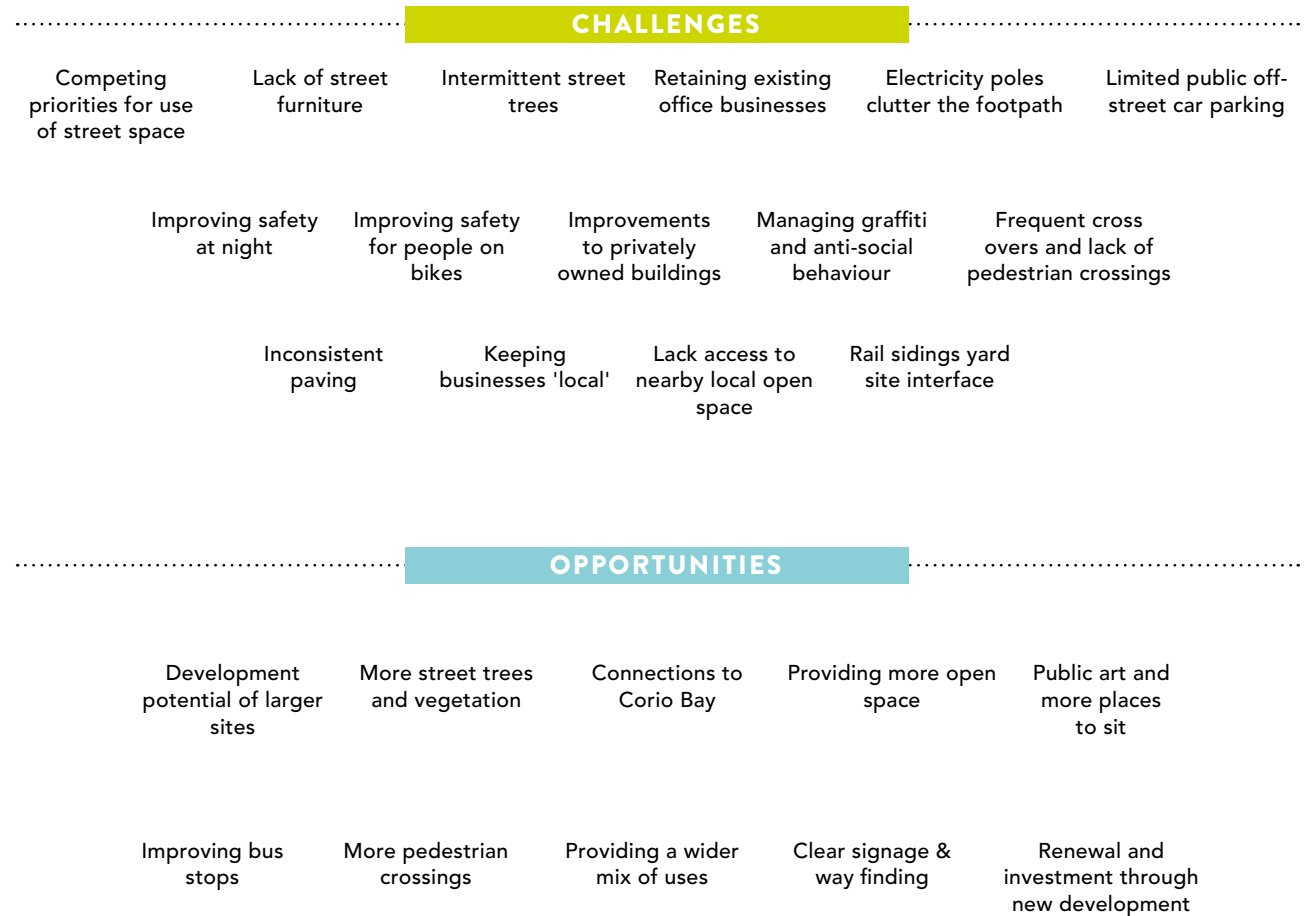 CHALLENGES
Competing
priorities for use
of street space
Lack of street
furniture
Intermittent street
trees
Retaining existing
office businesses
Electricity poles
clutter the footpath
Limited public off-
street car parking
Improving safety
at night
Improving safety
for people on
bikes
Improvements
to privately
owned buildings
Managing graffiti
and anti-social
behaviour
Frequent cross
overs and lack of
pedestrian crossings
Inconsistent
paving
Keeping
businesses 'local'
Lack access to
nearby local open
space
Rail sidings yard
site interface
OPPORTUNITIES
Development
potential of larger
sites
More street trees
and vegetation
Connections to
Corio Bay
Providing more open
space
Public art and
more places
to sit
Improving bus
stops
More pedestrian
crossings
Providing a wider
mix of uses
Clear signage &
way finding
Renewal and
investment through
new development